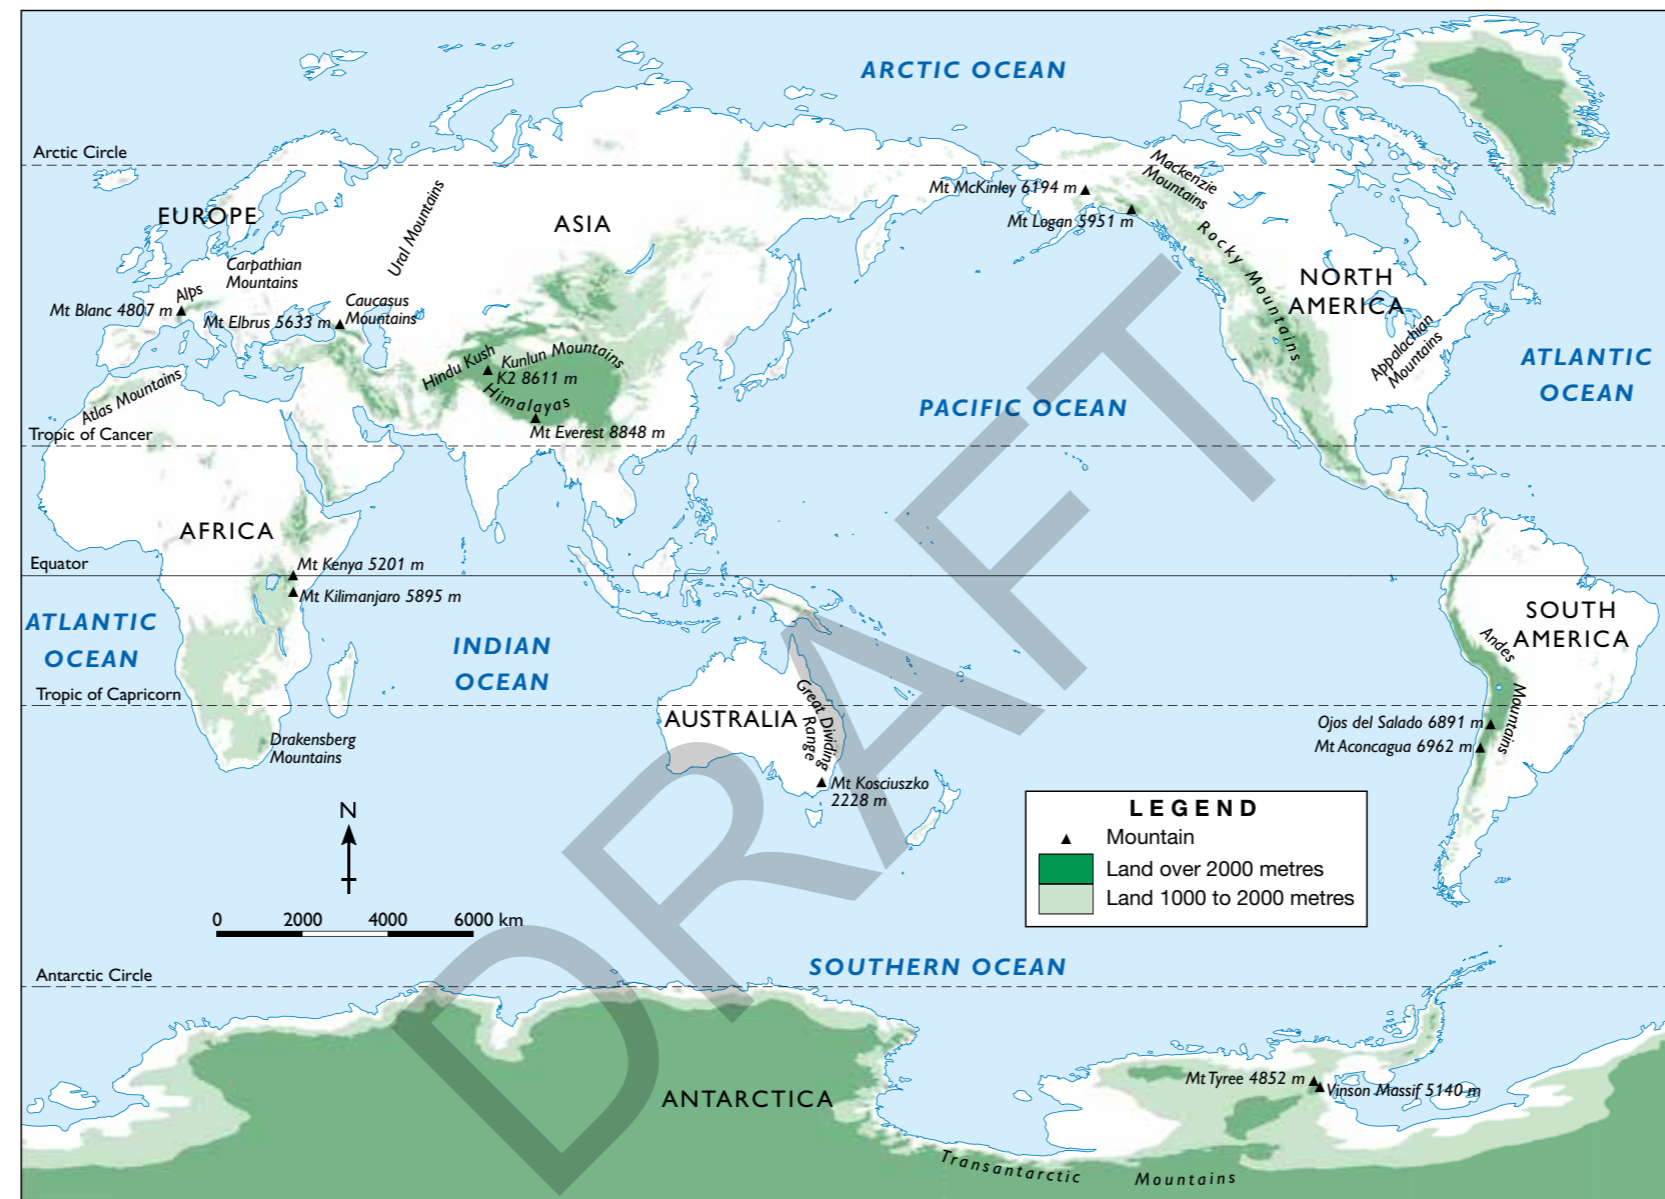 ARCTIC OCEAN
Arctic Circle
Mackenzie
Mountains
Mt McKinley 6194 m
EUROPE
ASIA
Ural Mountains
Mt Logan 5951 m
Rocky Mountains
Carpathian
Mountains
NORTH
AMERICA
Alps
Mt Blanc 4807 m
Caucasus
Mountains
Mt Elbrus 5633 m
Appalachian
Mountains
ATLANTIC
OCEAN
Hindu Kush
Kunlun Mountains
K2 8611 m
Himalayas
Atlas Mountains
PACIFIC OCEAN
Tropic of Cancer
Mt Everest 8848 m
AFRICA
Equator
Mt Kenya 5201 m
Mt Kilimanjaro 5895 m
ATLANTIC
OCEAN
INDIAN
OCEAN
SOUTH
AMERICA
Andes
Mountains
Tropic of Capricorn
AUSTRALIA
Great Dividing
Range
Ojos del Salado 6891 m
Mt Aconcagua 6962 m
Drakensberg
Mountains
Mt Kosciuszko
2228 m
N
LEGEND
Mountain
Land over 2000 metres
Land 1000 to 2000 metres
0 2000 4000 6000 km
Antarctic Circle
SOUTHERN OCEAN
ANTARCTICA
Mt Tyree 4852 m
Vinson Massif 5140 m
Transantarctic Mountains
DRAFT